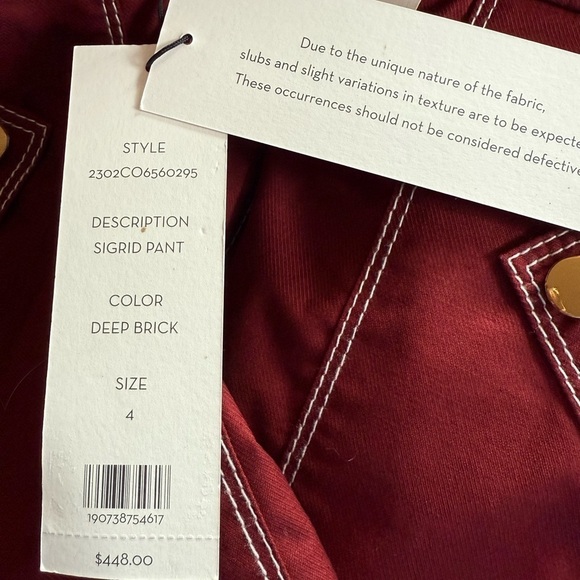 Due to the unique nature of the fabric,
slubs and slight variations in texture are to be expecte
These occurrences should not be considered defective
STYLE
2302CO6560295
DESCRIPTION
SIGRID PANT
COLOR
DEEP BRICK
SIZE
4
190738754617
$448.00